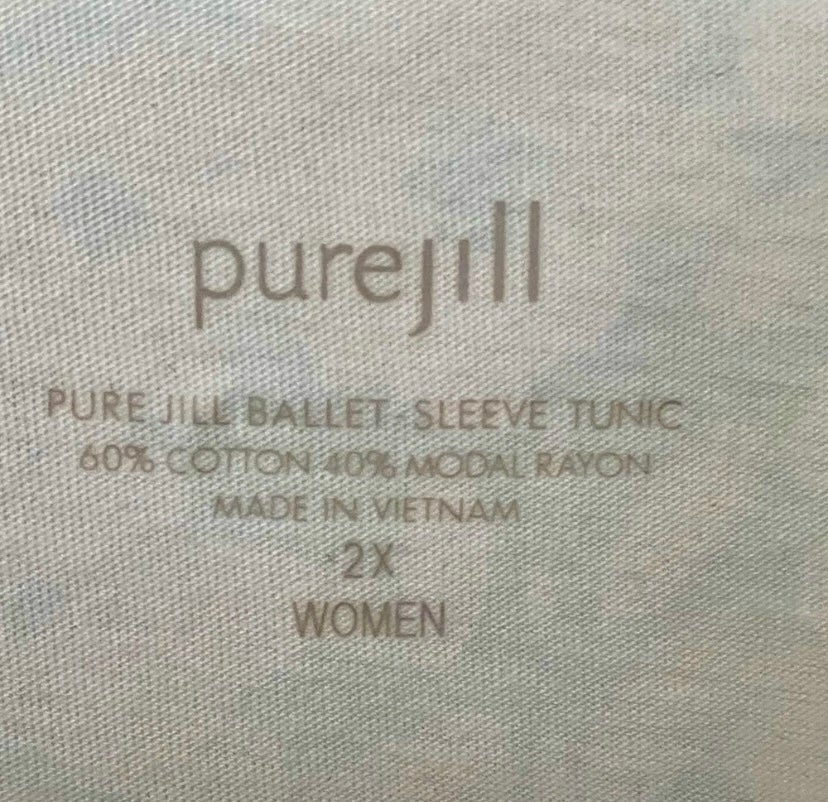 purejill
PURE JILL BALLET-SLEEVE TUNIC
60% COTTON 40% MODAL RAYON
MADE IN VIETNAM
2X
WOMEN